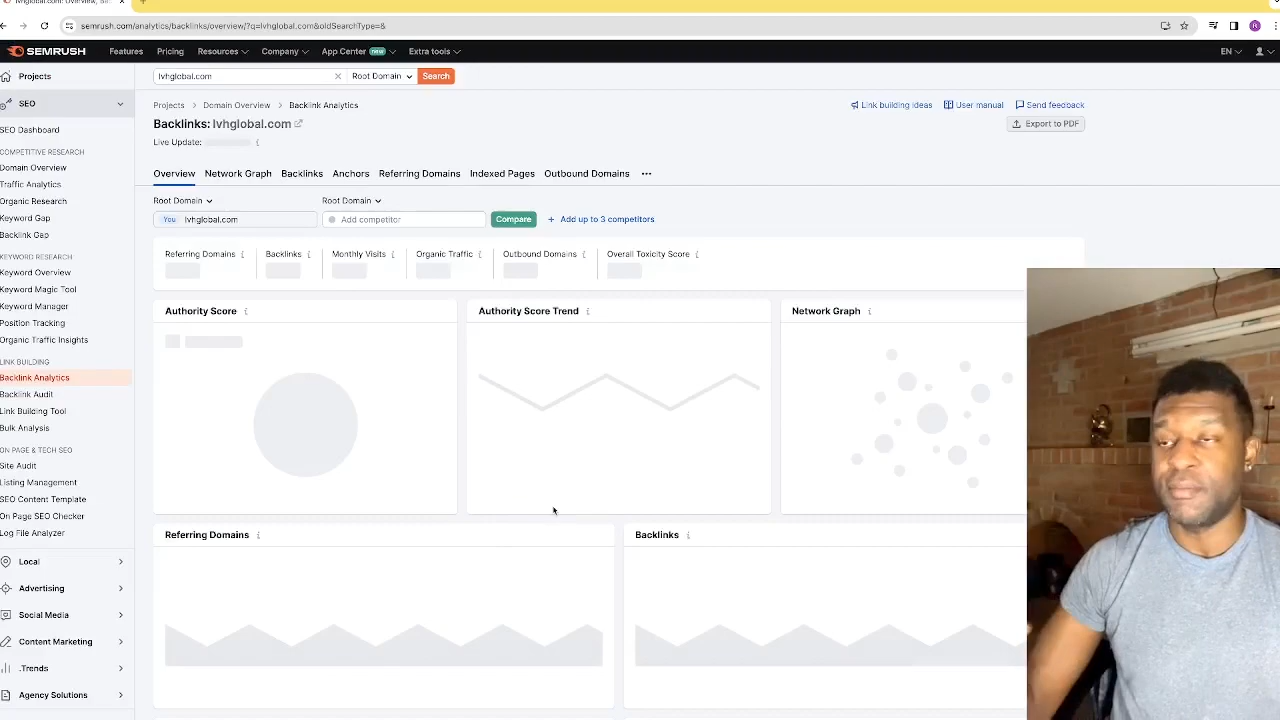 lvhglobal.com: Overview, Bac
semrush.com/analytics/backlinks/overview/?q=lvhglobal.com&oldSearchType=&
SEMRUSH
Features
Pricing
Resources
Company
App Center new
Extra tools
EN
Projects
SEO
SEO Dashboard
COMPETITIVE RESEARCH
Domain Overview
Traffic Analytics
Organic Research
Keyword Gap
Backlink Gap
KEYWORD RESEARCH
Keyword Overview
Keyword Magic Tool
Keyword Manager
Position Tracking
Organic Traffic Insights
LINK BUILDING
Backlink Analytics
Backlink Audit
Link Building Tool
Bulk Analysis
ON PAGE & TECH SEO
Site Audit
Listing Management
SEO Content Template
On Page SEO Checker
Log File Analyzer
Local
Advertising
Social Media
Content Marketing
.Trends
Agency Solutions
lvhglobal.com
Root Domain
Search
Projects > Domain Overview > Backlink Analytics
Link building ideas
User manual
Send feedback
Backlinks: lvhglobal.com
Export to PDF
Live Update:
Overview
Network Graph
Backlinks
Anchors
Referring Domains
Indexed Pages
Outbound Domains
Root Domain
Root Domain
You lvhglobal.com
Add competitor
Compare
+ Add up to 3 competitors
Referring Domains
Backlinks
Monthly Visits
Organic Traffic
Outbound Domains
Overall Toxicity Score
Authority Score
Authority Score Trend
Network Graph
Referring Domains
Backlinks